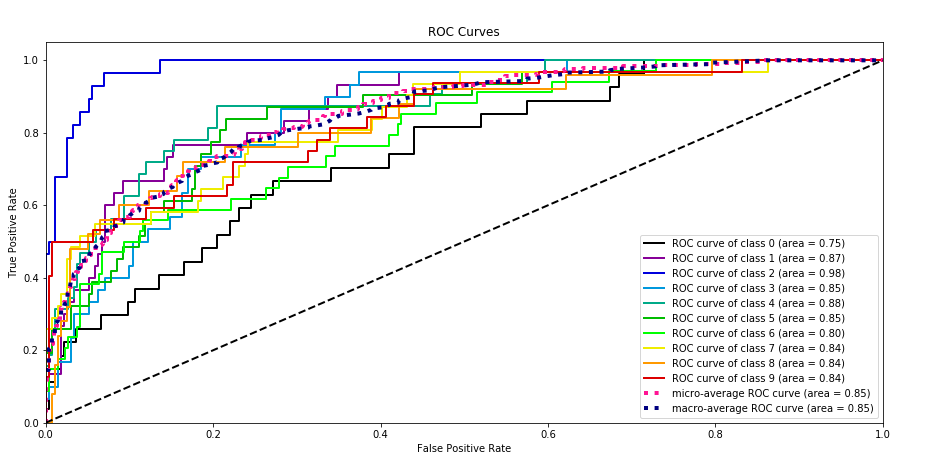 ROC Curves
True Positive Rate
1.0
0.8
0.6
0.4
0.2
0.0
ROC curve of class 0 (area = 0.75)
ROC curve of class 1 (area = 0.87)
ROC curve of class 2 (area = 0.98)
ROC curve of class 3 (area = 0.85)
ROC curve of class 4 (area = 0.88)
ROC curve of class 5 (area = 0.85)
ROC curve of class 6 (area = 0.80)
ROC curve of class 7 (area = 0.84)
ROC curve of class 8 (area = 0.84)
ROC curve of class 9 (area = 0.84)
micro-average ROC curve (area = 0.85)
macro-average ROC curve (area = 0.85)
0.0 0.2 0.4 0.6 0.8 1.0
False Positive Rate